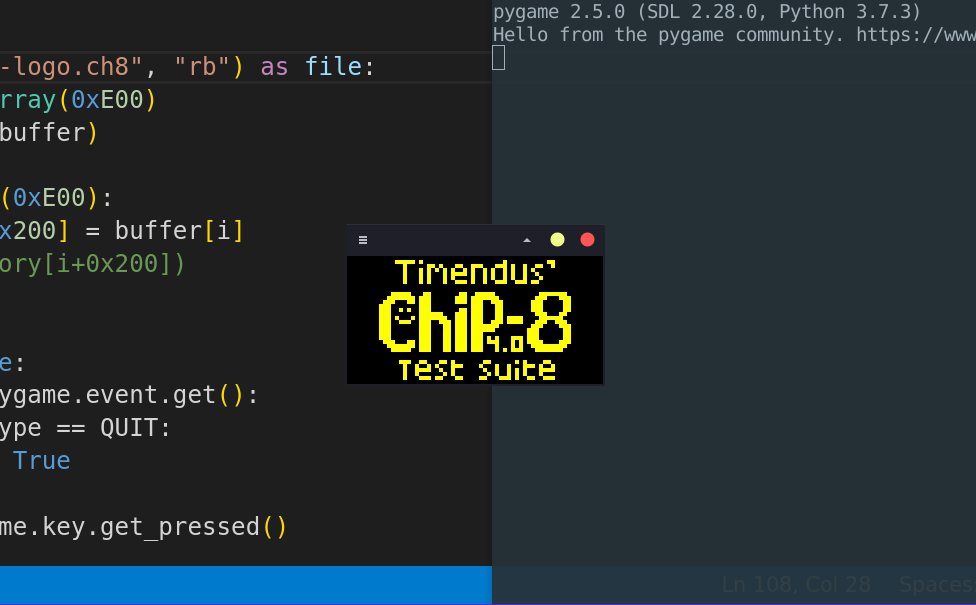 -logo.ch8", "rb") as file:
rray(0xE00)
buffer)
(0xE00):
x200] = buffer[i]
ory[i+0x200])
e:
ygame.event.get():
ype == QUIT:
True
me.key.get_pressed()
pygame 2.5.0 (SDL 2.28.0, Python 3.7.3)
Hello from the pygame community. https://www
Timendus'
Chip-8
4.0
Test suite
Ln 108, Col 28 Spaces